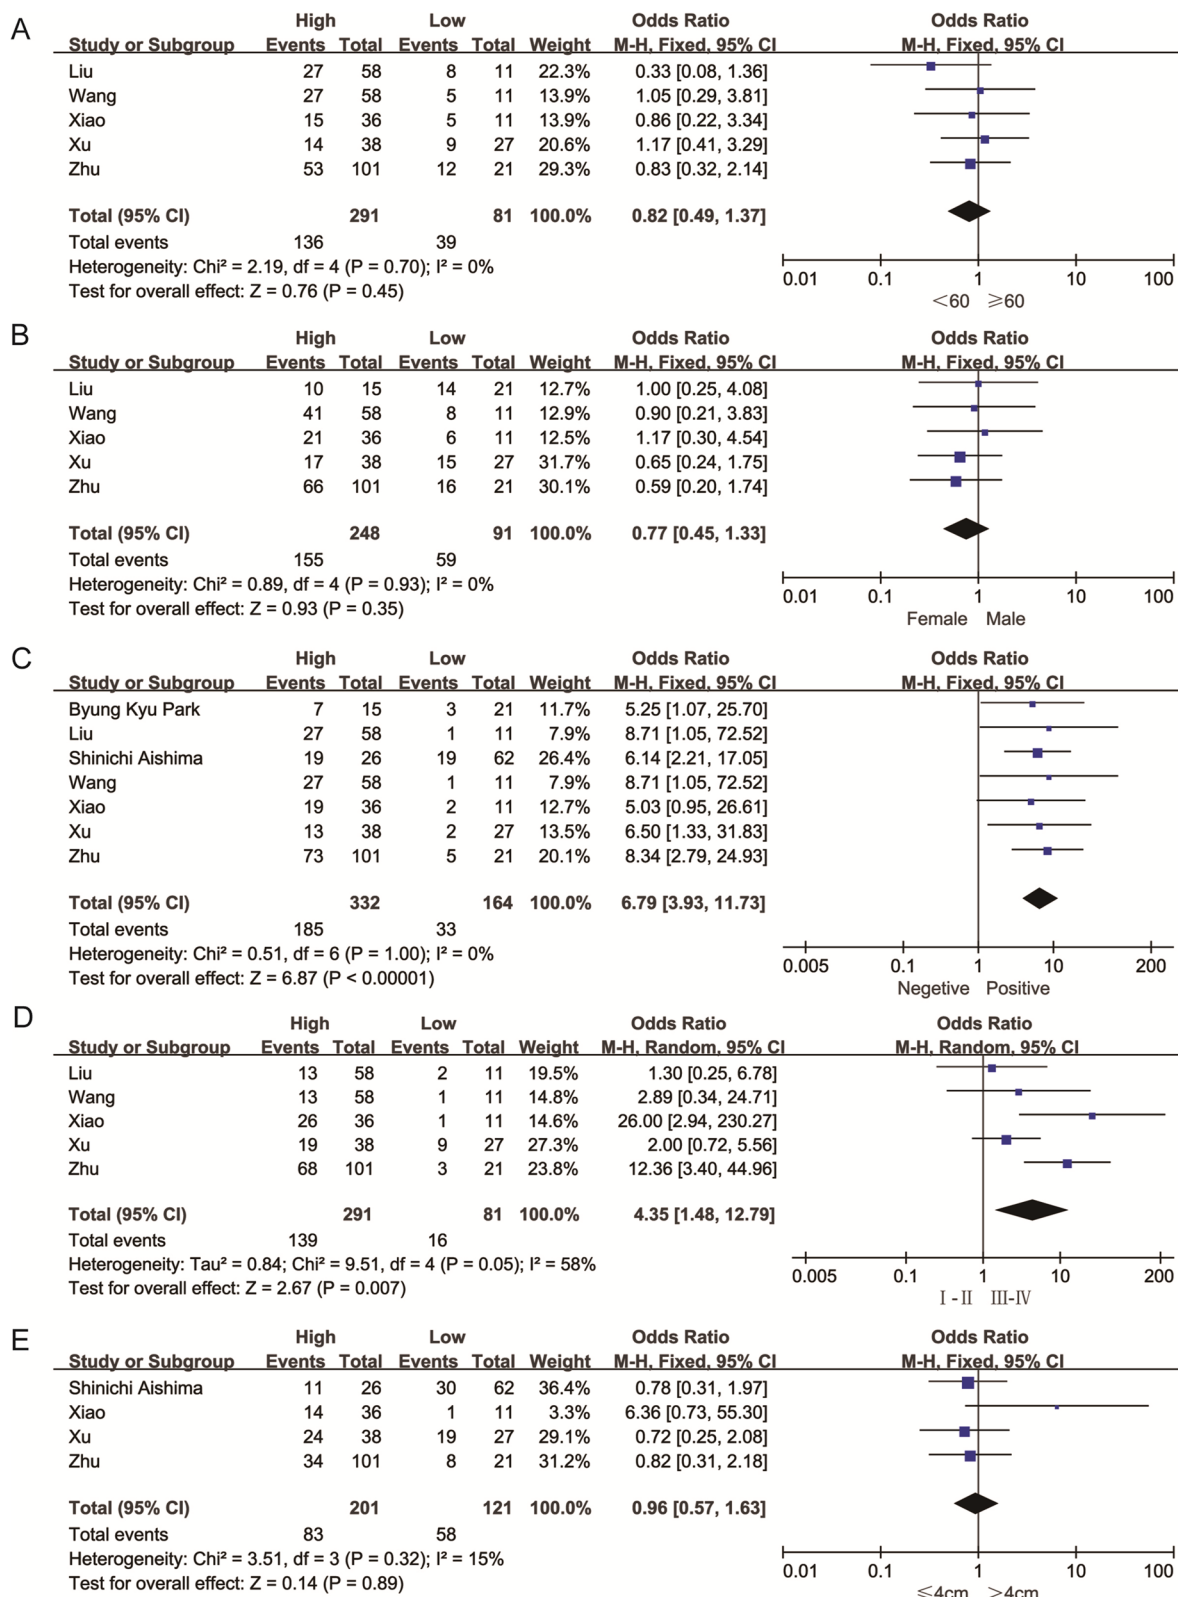 A
High Low Odds Ratio Odds Ratio
Study or Subgroup Events Total Events Total Weight M-H, Fixed, 95% CI M-H, Fixed, 95% CI
Liu 27 58 8 11 22.3% 0.33 [0.08, 1.36]
Wang 27 58 5 11 13.9% 1.05 [0.29, 3.81]
Xiao 15 36 5 11 13.9% 0.86 [0.22, 3.34]
Xu 14 38 9 27 20.6% 1.17 [0.41, 3.29]
Zhu 53 101 12 21 29.3% 0.83 [0.32, 2.14]
Total (95% CI) 291 81 100.0% 0.82 [0.49, 1.37]
Total events 136 39
Heterogeneity: Chi² = 2.19, df = 4 (P = 0.70); I² = 0%
Test for overall effect: Z = 0.76 (P = 0.45)
0.01 0.1 1 10 100
<60 ≥60
B
High Low Odds Ratio Odds Ratio
Study or Subgroup Events Total Events Total Weight M-H, Fixed, 95% CI M-H, Fixed, 95% CI
Liu 10 15 14 21 12.7% 1.00 [0.25, 4.08]
Wang 41 58 8 11 12.9% 0.90 [0.21, 3.83]
Xiao 21 36 6 11 12.5% 1.17 [0.30, 4.54]
Xu 17 38 15 27 31.7% 0.65 [0.24, 1.75]
Zhu 66 101 16 21 30.1% 0.59 [0.20, 1.74]
Total (95% CI) 248 91 100.0% 0.77 [0.45, 1.33]
Total events 155 59
Heterogeneity: Chi² = 0.89, df = 4 (P = 0.93); I² = 0%
Test for overall effect: Z = 0.93 (P = 0.35)
0.01 0.1 1 10 100
Female Male
C
High Low Odds Ratio Odds Ratio
Study or Subgroup Events Total Events Total Weight M-H, Fixed, 95% CI M-H, Fixed, 95% CI
Byung Kyu Park 7 15 3 21 11.7% 5.25 [1.07, 25.70]
Liu 27 58 1 11 7.9% 8.71 [1.05, 72.52]
Shinichi Aishima 19 26 19 62 26.4% 6.14 [2.21, 17.05]
Wang 27 58 1 11 7.9% 8.71 [1.05, 72.52]
Xiao 19 36 2 11 12.7% 5.03 [0.95, 26.61]
Xu 13 38 2 27 13.5% 6.50 [1.33, 31.83]
Zhu 73 101 5 21 20.1% 8.34 [2.79, 24.93]
Total (95% CI) 332 164 100.0% 6.79 [3.93, 11.73]
Total events 185 33
Heterogeneity: Chi² = 0.51, df = 6 (P = 1.00); I² = 0%
Test for overall effect: Z = 6.87 (P < 0.00001)
0.005 0.1 1 10 200
Negetive Positive
D
High Low Odds Ratio Odds Ratio
Study or Subgroup Events Total Events Total Weight M-H, Random, 95% CI M-H, Random, 95% CI
Liu 13 58 2 11 19.5% 1.30 [0.25, 6.78]
Wang 13 58 1 11 14.8% 2.89 [0.34, 24.71]
Xiao 26 36 1 11 14.6% 26.00 [2.94, 230.27]
Xu 19 38 9 27 27.3% 2.00 [0.72, 5.56]
Zhu 68 101 3 21 23.8% 12.36 [3.40, 44.96]
Total (95% CI) 291 81 100.0% 4.35 [1.48, 12.79]
Total events 139 16
Heterogeneity: Tau² = 0.84; Chi² = 9.51, df = 4 (P = 0.05); I² = 58%
Test for overall effect: Z = 2.67 (P = 0.007)
0.005 0.1 1 10 200
Ⅰ-Ⅱ Ⅲ-Ⅳ
E
High Low Odds Ratio Odds Ratio
Study or Subgroup Events Total Events Total Weight M-H, Fixed, 95% CI M-H, Fixed, 95% CI
Shinichi Aishima 11 26 30 62 36.4% 0.78 [0.31, 1.97]
Xiao 14 36 1 11 3.3% 6.36 [0.73, 55.30]
Xu 24 38 19 27 29.1% 0.72 [0.25, 2.08]
Zhu 34 101 8 21 31.2% 0.82 [0.31, 2.18]
Total (95% CI) 201 121 100.0% 0.96 [0.57, 1.63]
Total events 83 58
Heterogeneity: Chi² = 3.51, df = 3 (P = 0.32); I² = 15%
Test for overall effect: Z = 0.14 (P = 0.89)
0.01 0.1 1 10 100
≤4cm >4cm